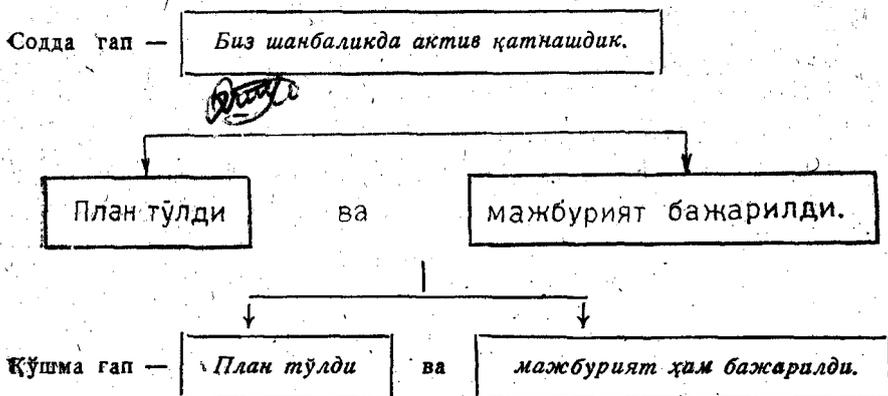 Содда гап — Биз шанбаликда актив қатнашдик.
План тўлди ва мажбурият бажарилди.
Қўшма гап — План тўлди ва мажбурият ҳам бажарилди.